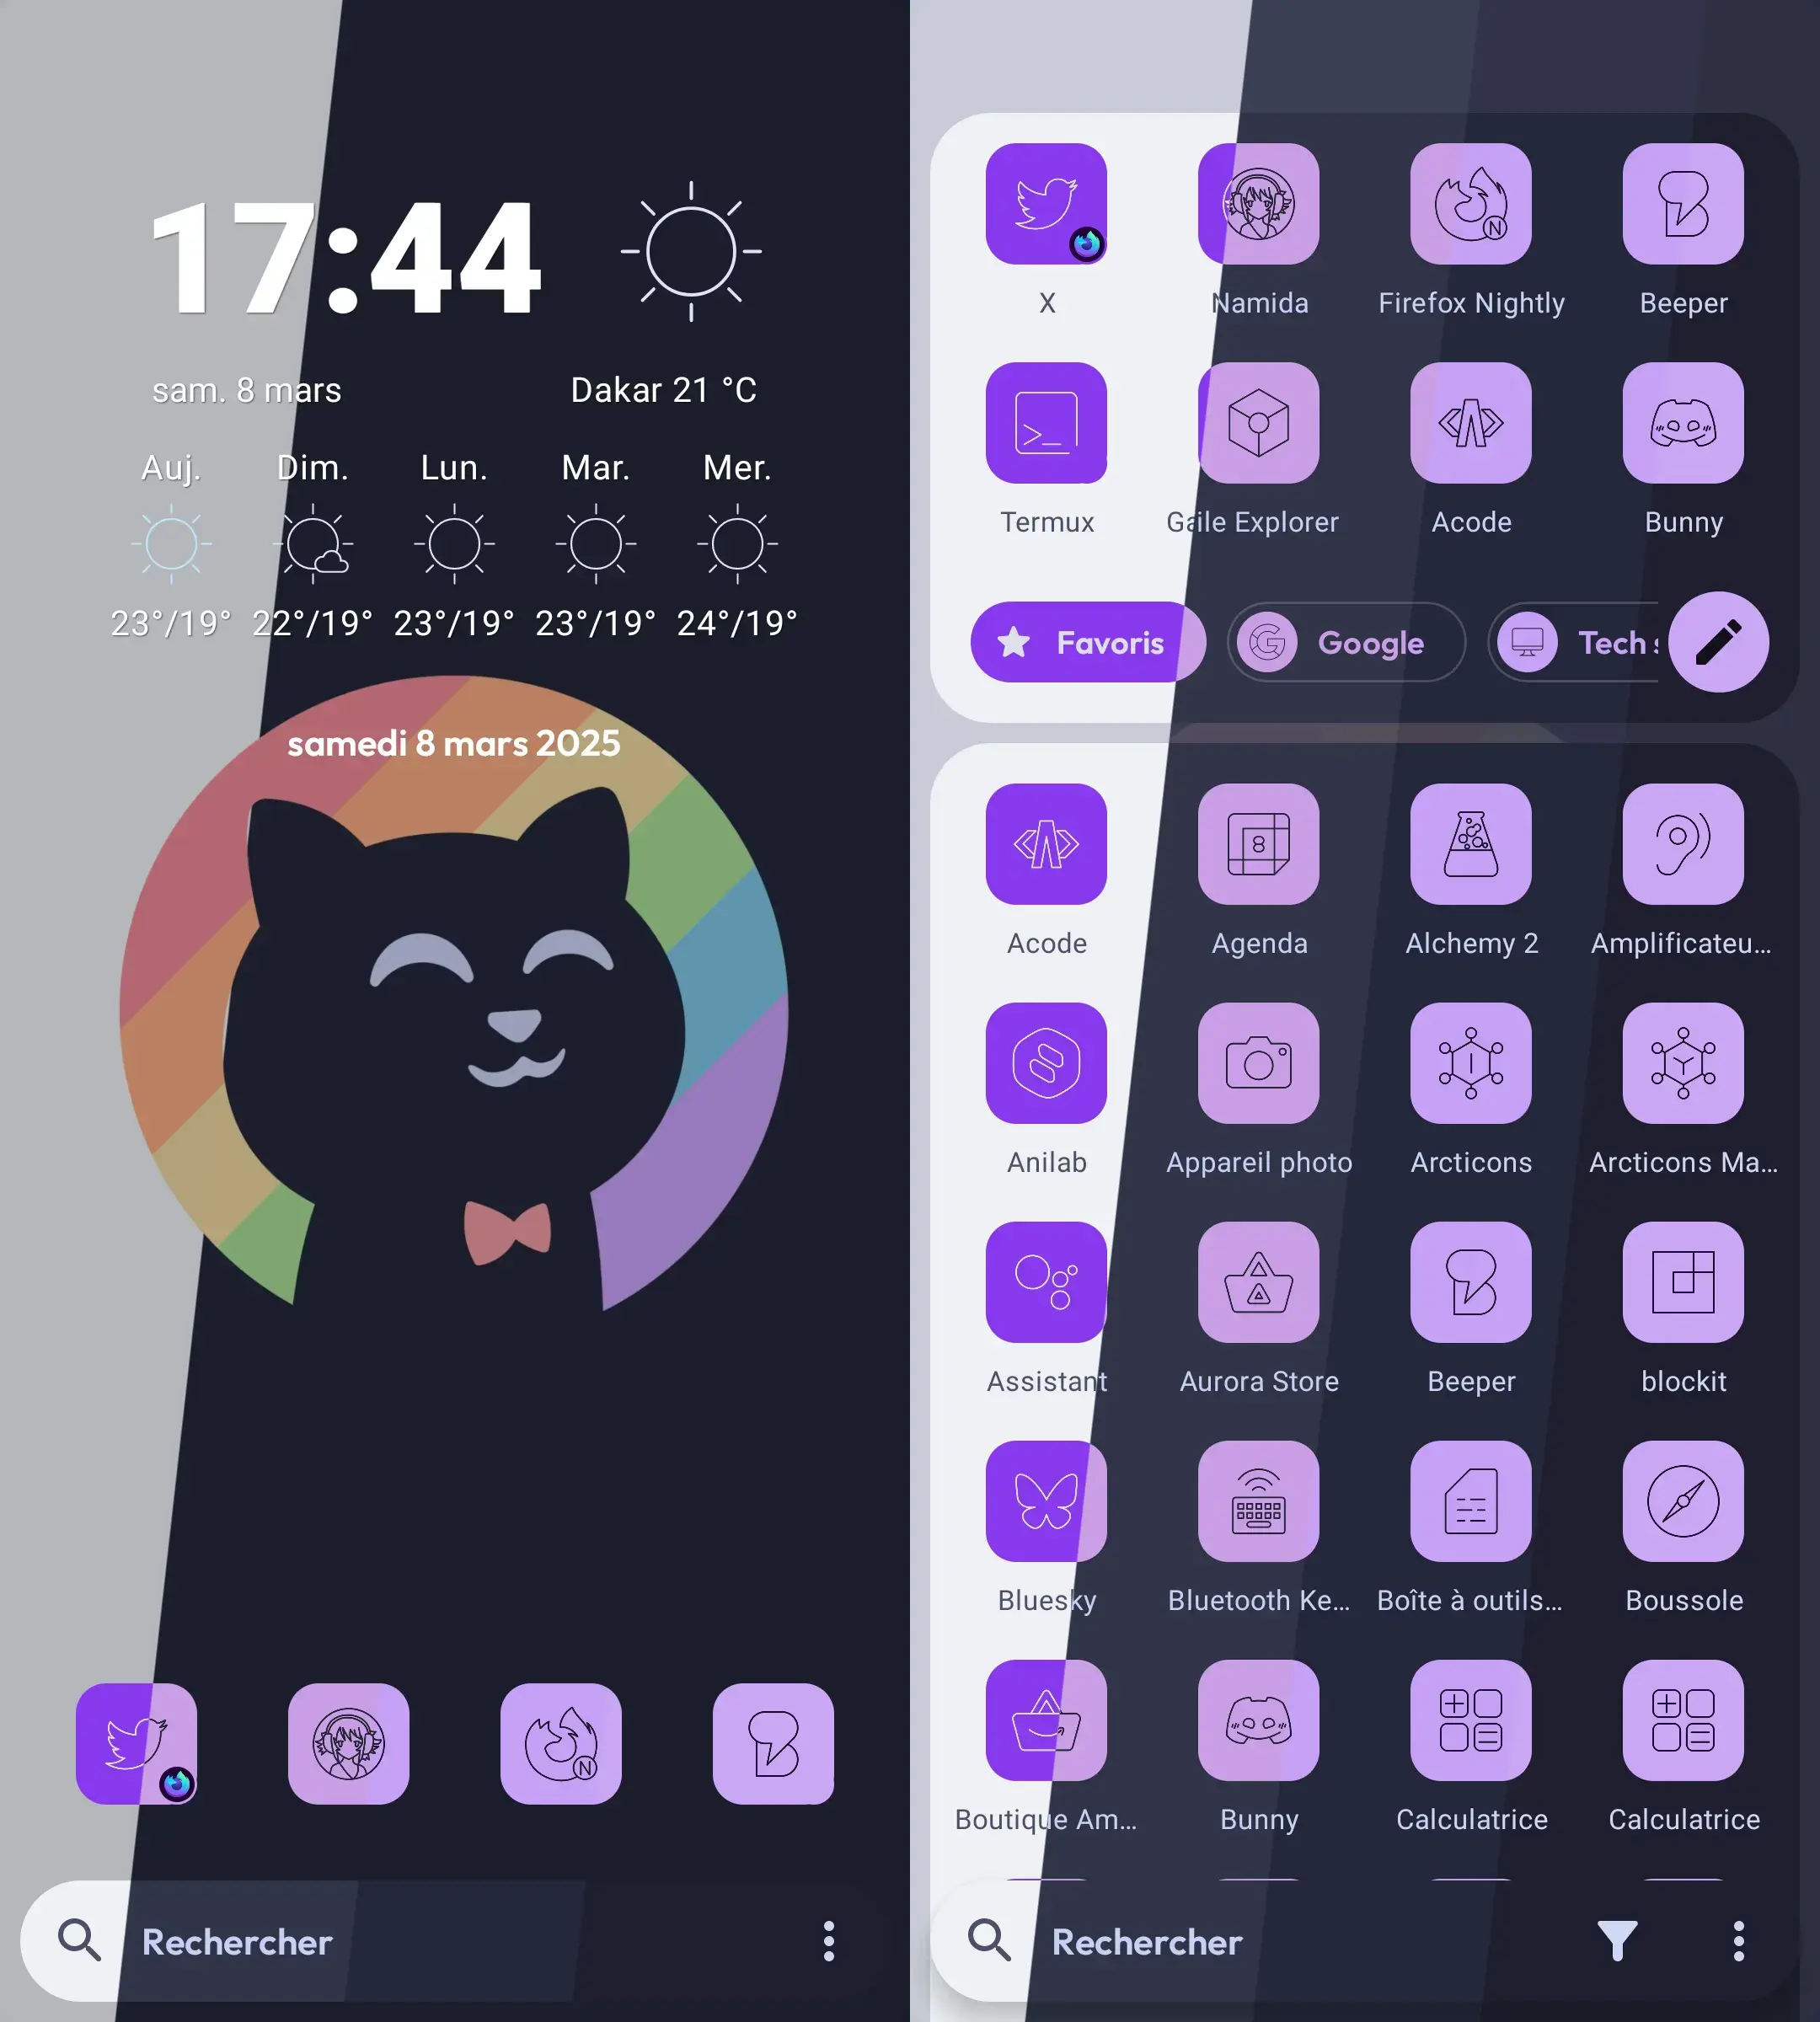 17:44
sam. 8 mars
Dakar 21 °C
Auj. Dim. Lun. Mar. Mer.
23°/19° 22°/19° 23°/19° 23°/19° 24°/19°
samedi 8 mars 2025
N
Rechercher
N
X Namida Firefox Nightly Beeper
>_
Termux Gaile Explorer Acode Bunny
Favoris Google Tech s
8
Acode Agenda Alchemy 2 Amplificateu…
Anilab Appareil photo Arcticons Arcticons Ma…
Assistant Aurora Store Beeper blockit
Bluesky Bluetooth Ke… Boîte à outils… Boussole
Boutique Am… Bunny Calculatrice Calculatrice
Rechercher